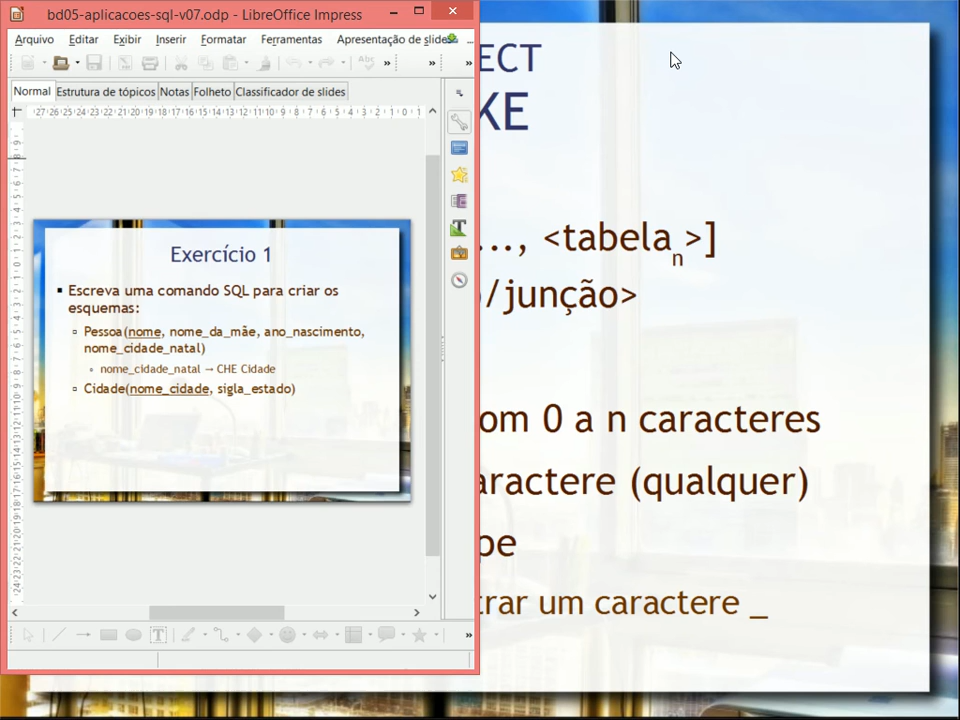 bd05-aplicacoes-sql-v07.odp - LibreOffice Impress
Arquivo Editar Exibir Inserir Formatar Ferramentas Apresentação de slides
Normal Estrutura de tópicos Notas Folheto Classificador de slides
Exercício 1
Escreva uma comando SQL para criar os
esquemas:
Pessoa(nome, nome_da_mãe, ano_nascimento,
nome_cidade_natal)
nome_cidade_natal → CHE Cidade
Cidade(nome_cidade, sigla_estado)
ECT
KE
..., <tabelan>]
o/junção>
om 0 a n caracteres
aractere (qualquer)
pe
trar um caractere _